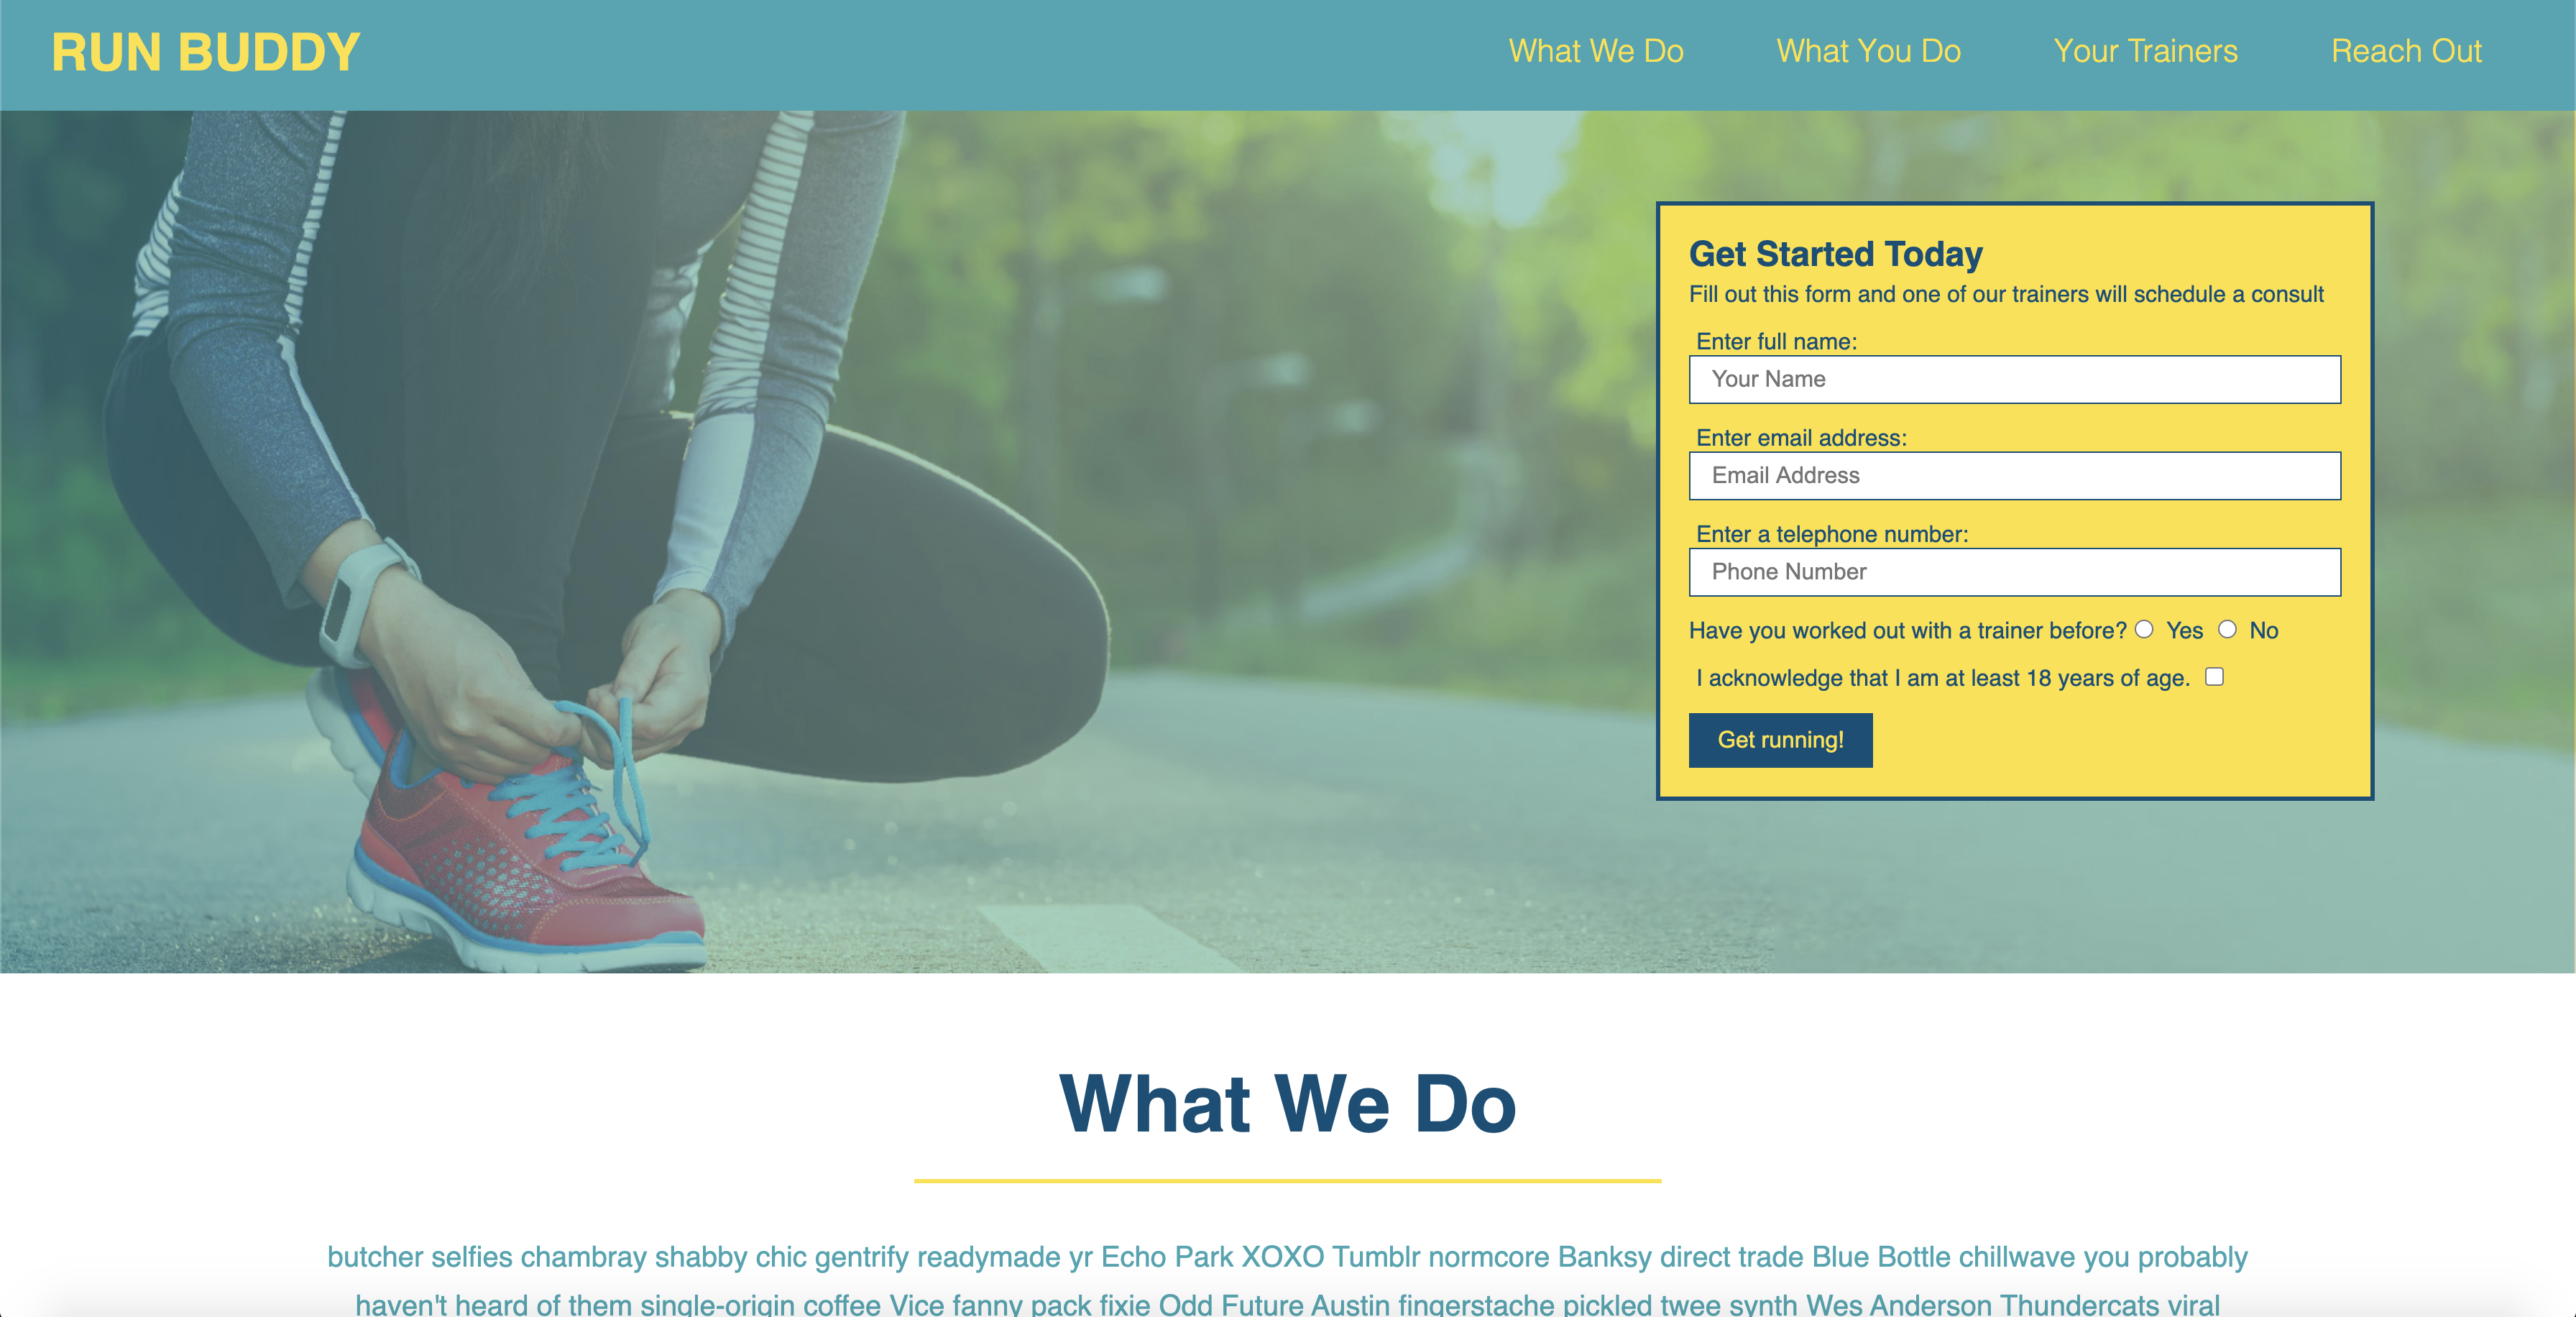 RUN BUDDY
What We Do
What You Do
Your Trainers
Reach Out
Get Started Today
Fill out this form and one of our trainers will schedule a consult
Enter full name:
Your Name
Enter email address:
Email Address
Enter a telephone number:
Phone Number
Have you worked out with a trainer before? Yes No
I acknowledge that I am at least 18 years of age.
Get running!
What We Do
butcher selfies chambray shabby chic gentrify readymade yr Echo Park XOXO Tumblr normcore Banksy direct trade Blue Bottle chillwave you probably
haven't heard of them single-origin coffee Vice fanny pack fixie Odd Future Austin fingerstache pickled twee synth Wes Anderson Thundercats viral